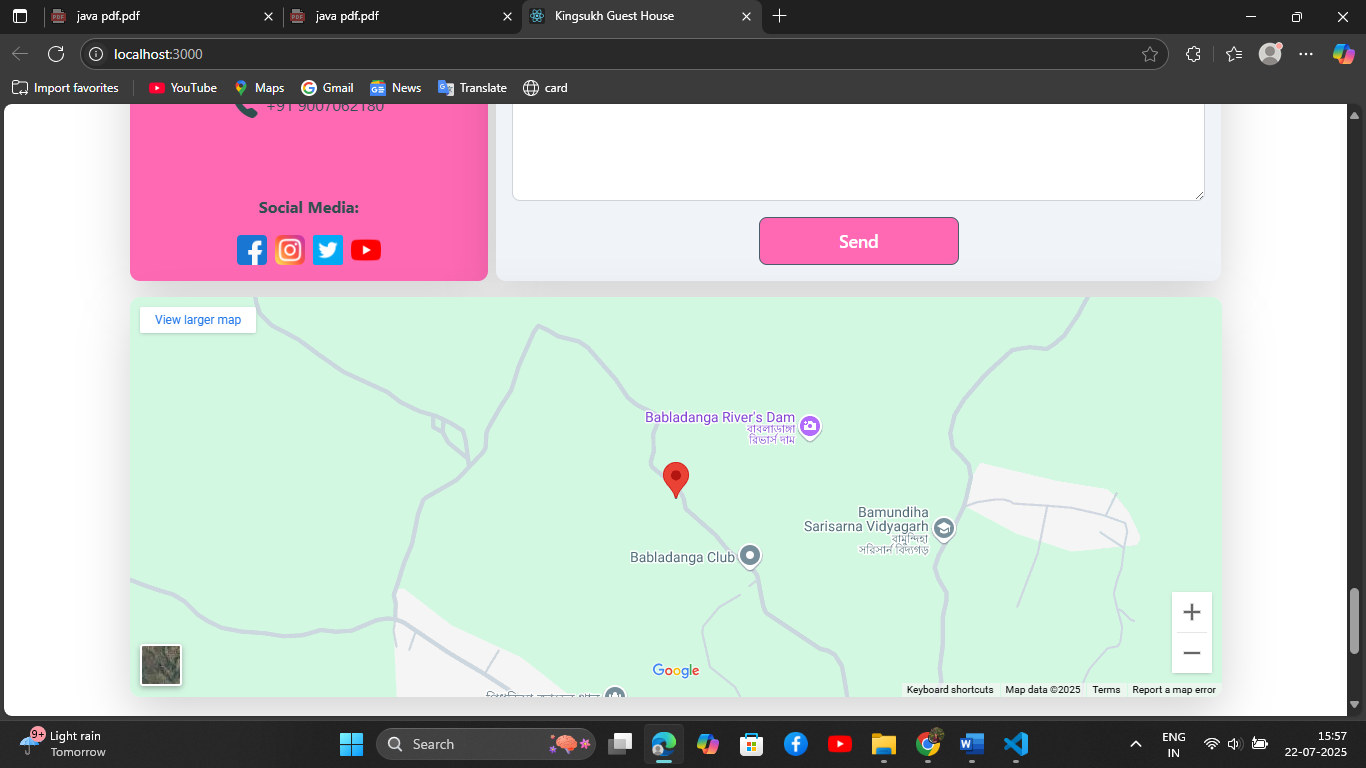 java pdf.pdf
java pdf.pdf
Kingsukh Guest House
localhost:3000
Import favorites
YouTube
Maps
Gmail
News
Translate
card
+91 9007062180
Social Media:
Send
View larger map
Babladanga River's Dam
বাবলাডাঙ্গা
রিভার্স দাম
Bamundiha
Sarisarna Vidyagarh
বামুন্দিহা
সরিসার্ন বিদ্যগড়
Babladanga Club
Google
Keyboard shortcuts
Map data ©2025
Terms
Report a map error
9+
Light rain
Tomorrow
Search
ENG
IN
15:57
22-07-2025